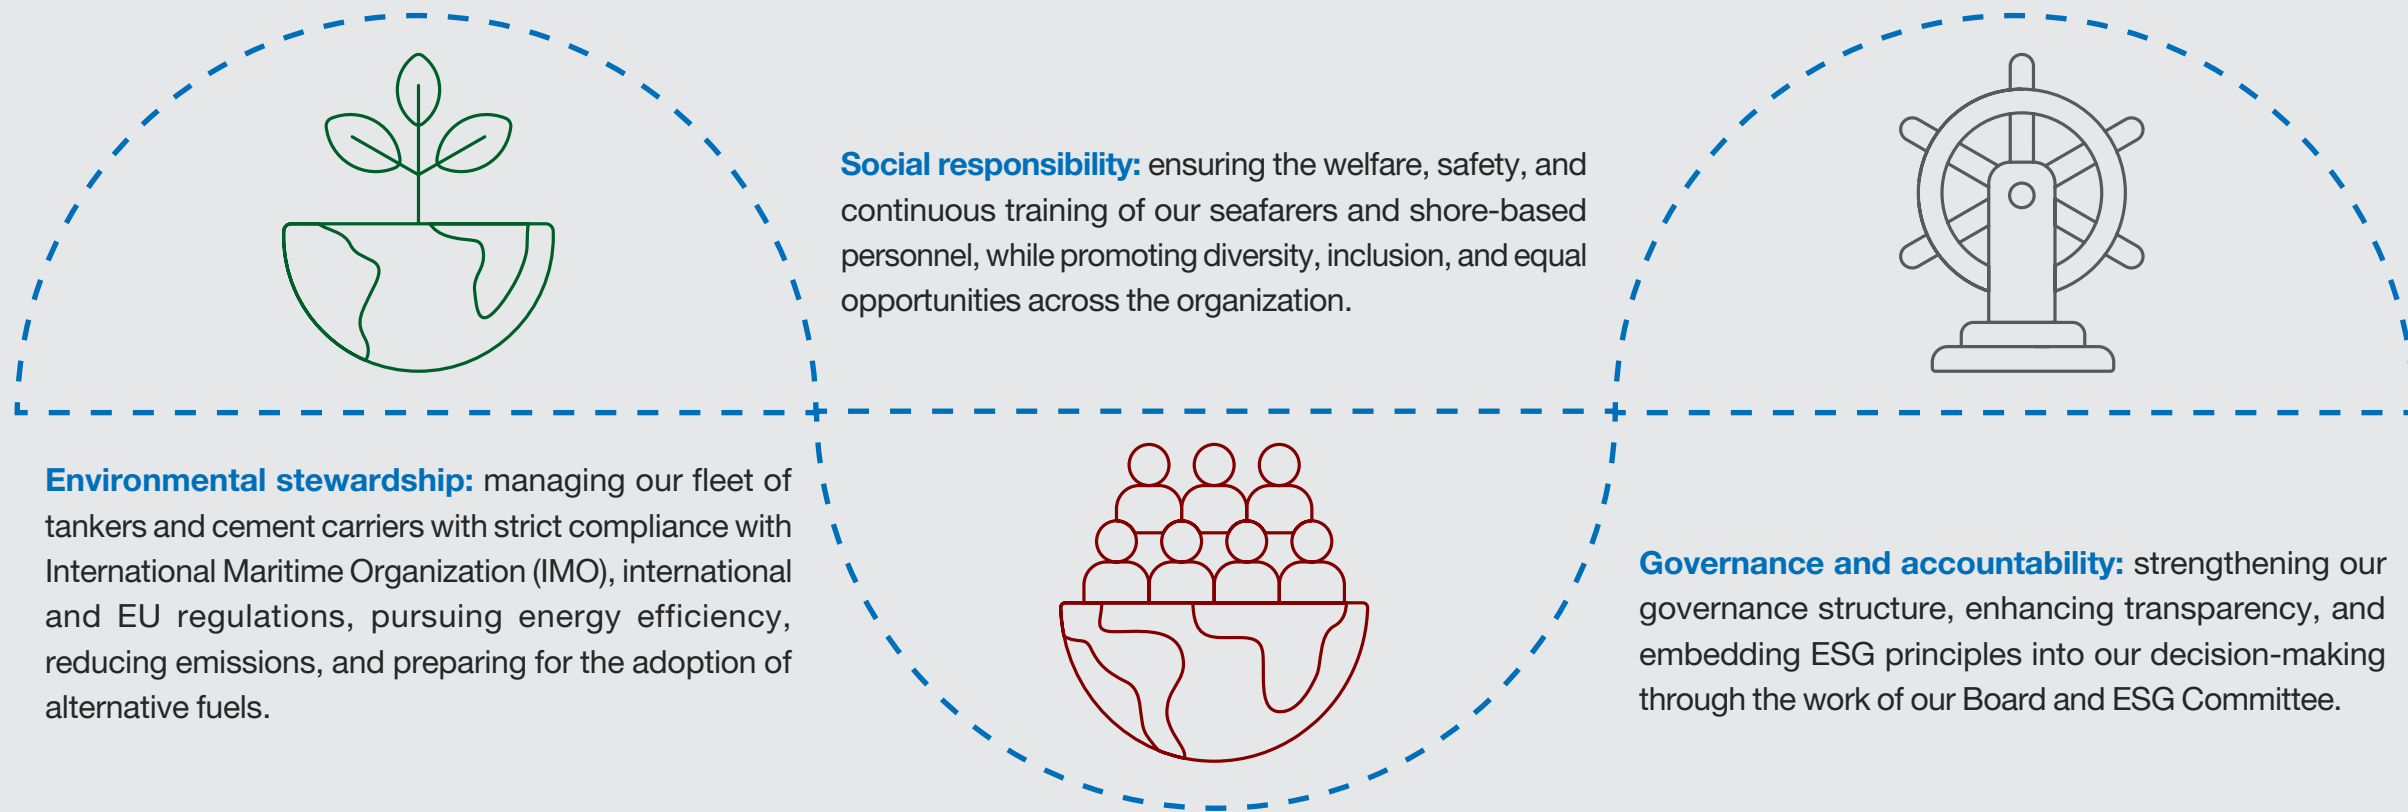 Environmental stewardship: managing our fleet of
tankers and cement carriers with strict compliance with
International Maritime Organization (IMO), international
and EU regulations, pursuing energy efficiency,
reducing emissions, and preparing for the adoption of
alternative fuels.
Social responsibility: ensuring the welfare, safety, and
continuous training of our seafarers and shore-based
personnel, while promoting diversity, inclusion, and equal
opportunities across the organization.
Governance and accountability: strengthening our
governance structure, enhancing transparency, and
embedding ESG principles into our decision-making
through the work of our Board and ESG Committee.